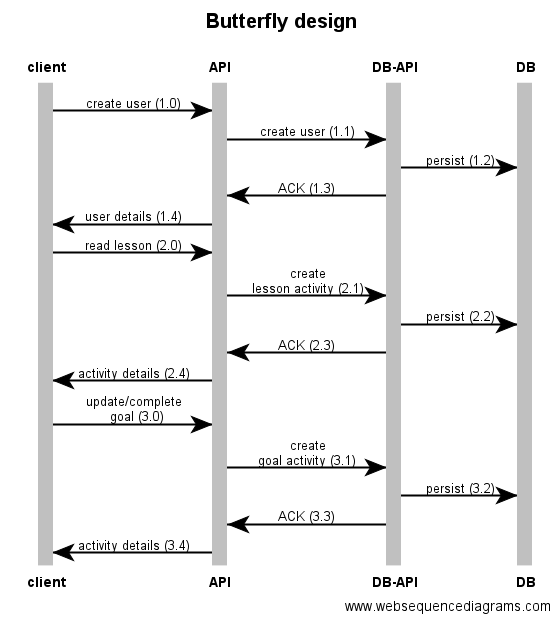 Butterfly design
client API DB-API DB
create user (1.0)
create user (1.1)
persist (1.2)
ACK (1.3)
user details (1.4)
read lesson (2.0)
create
lesson activity (2.1)
persist (2.2)
ACK (2.3)
activity details (2.4)
update/complete
goal (3.0)
create
goal activity (3.1)
persist (3.2)
ACK (3.3)
activity details (3.4)
client API DB-API DB
www.websequencediagrams.com